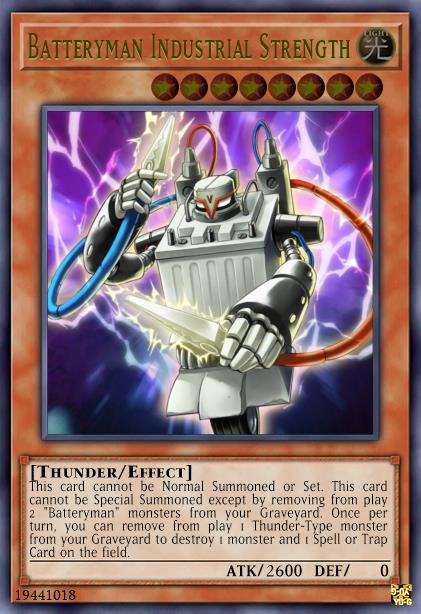 BATTERYMAN INDUSTRIAL STRENGTH
LIGHT
光
[THUNDER/EFFECT]
This card cannot be Normal Summoned or Set. This card
cannot be Special Summoned except by removing from play
2 "Batteryman" monsters from your Graveyard. Once per
turn, you can remove from play 1 Thunder-Type monster
from your Graveyard to destroy 1 monster and 1 Spell or Trap
Card on the field.
ATK/2600 DEF/ 0
19441018